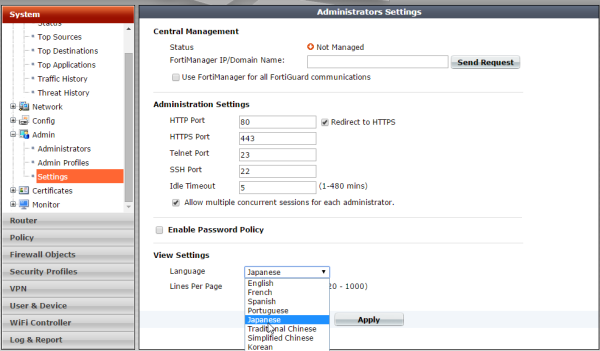 System
Status
Top Sources
Top Destinations
Top Applications
Traffic History
Threat History
Network
Config
Admin
Administrators
Admin Profiles
Settings
Certificates
Monitor
Router
Policy
Firewall Objects
Security Profiles
VPN
User & Device
WiFi Controller
Log & Report
Administrators Settings
Central Management
Status Not Managed
FortiManager IP/Domain Name: Send Request
Use FortiManager for all FortiGuard communications
Administration Settings
HTTP Port 80 Redirect to HTTPS
HTTPS Port 443
Telnet Port 23
SSH Port 22
Idle Timeout 5 (1-480 mins)
Allow multiple concurrent sessions for each administrator.
Enable Password Policy
View Settings
Language Japanese
Lines Per Page 20 - 1000)
English
French
Spanish
Portuguese
Japanese
Traditional Chinese
Simplified Chinese
Korean
Apply